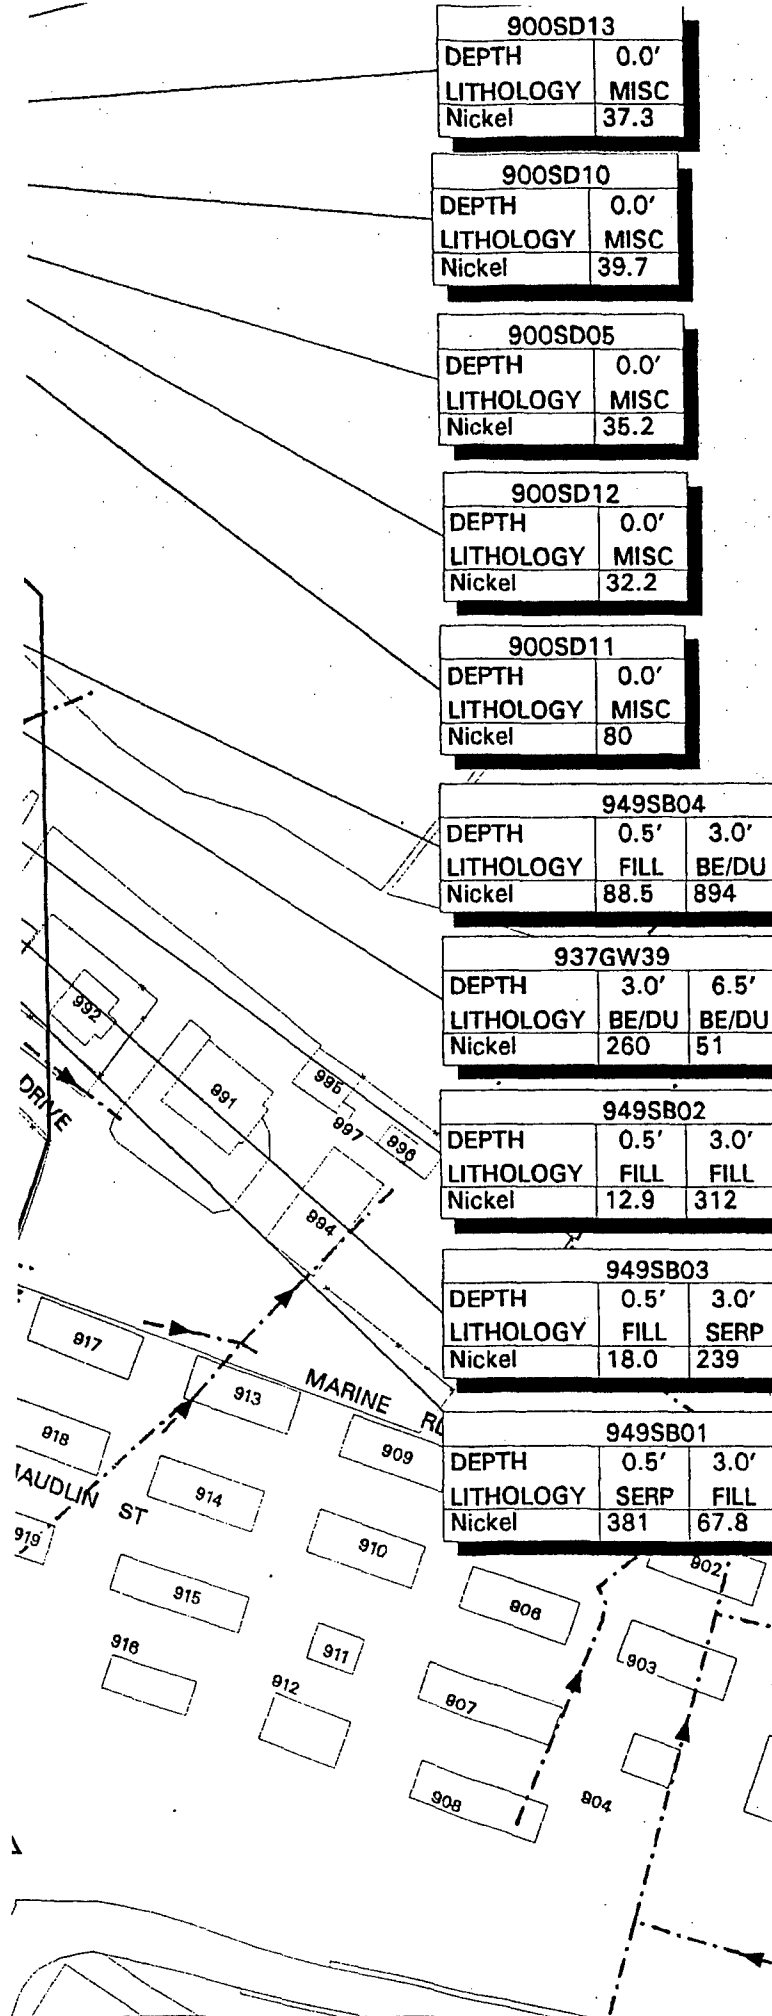 900SD13
DEPTH 0.0'
LITHOLOGY MISC
Nickel 37.3
900SD10
DEPTH 0.0'
LITHOLOGY MISC
Nickel 39.7
900SD05
DEPTH 0.0'
LITHOLOGY MISC
Nickel 35.2
900SD12
DEPTH 0.0'
LITHOLOGY MISC
Nickel 32.2
900SD11
DEPTH 0.0'
LITHOLOGY MISC
Nickel 80
949SB04
DEPTH 0.5' 3.0'
LITHOLOGY FILL BE/DU
Nickel 88.5 894
937GW39
DEPTH 3.0' 6.5'
LITHOLOGY BE/DU BE/DU
Nickel 260 51
949SB02
DEPTH 0.5' 3.0'
LITHOLOGY FILL FILL
Nickel 12.9 312
949SB03
DEPTH 0.5' 3.0'
LITHOLOGY FILL SERP
Nickel 18.0 239
949SB01
DEPTH 0.5' 3.0'
LITHOLOGY SERP FILL
Nickel 381 67.8
992
991
995
997
996
994
DRIVE
917
913
MARINE
909
918
914
ST
919
910
915
916
911
912
902
906
903
907
908
904